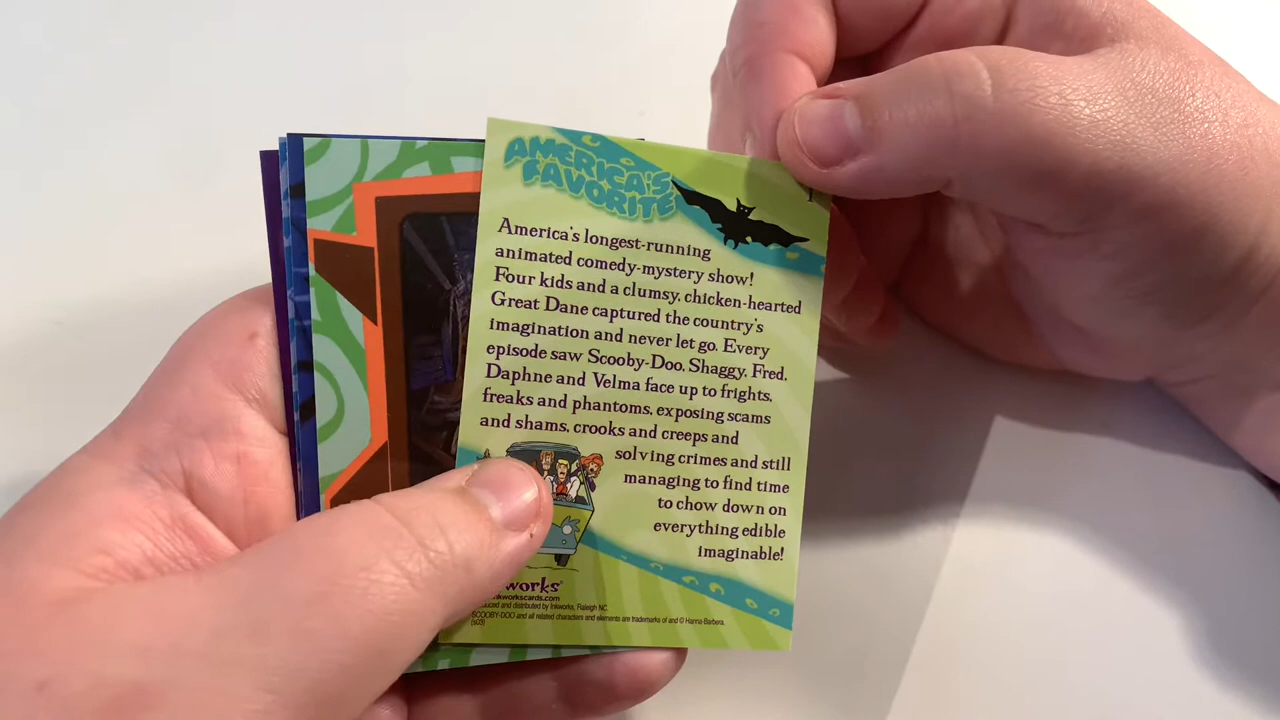 AMERICA'S
FAVORITE
America's longest-running
animated comedy-mystery show!
Four kids and a clumsy, chicken-hearted
Great Dane captured the country's
imagination and never let go. Every
episode saw Scooby-Doo, Shaggy, Fred,
Daphne and Velma face up to frights,
freaks and phantoms, exposing scams
and shams, crooks and creeps and
solving crimes and still
managing to find time
to chow down on
everything edible
imaginable!
works®
nkworkscards.com
and distributed by Inkworks, Raleigh NC.
SCOOBY-DOO and all related characters and elements are trademarks of and © Hanna-Barbera.
(s03)